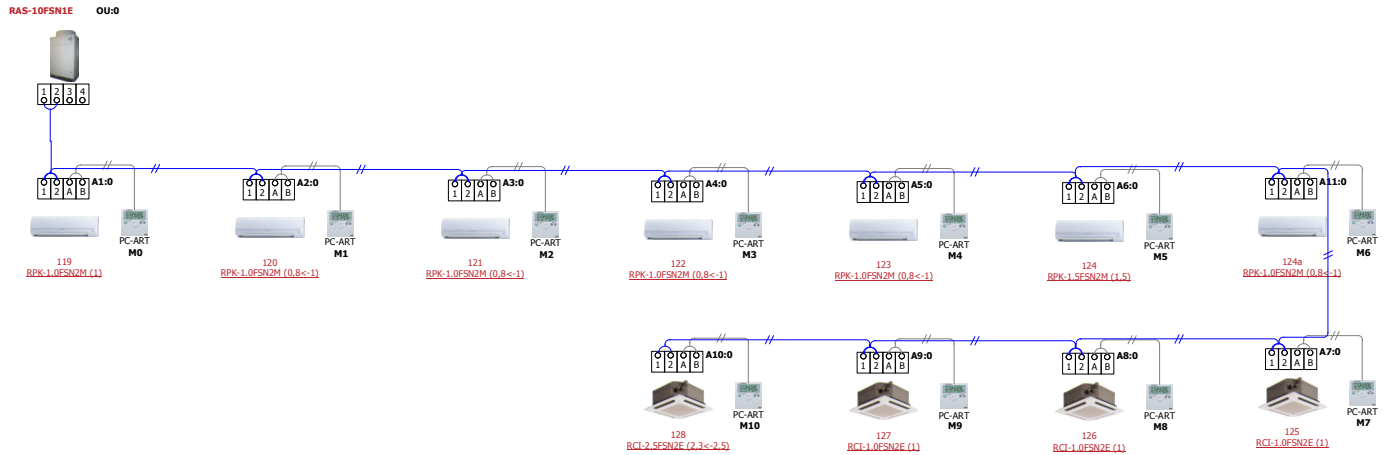 RAS-10FSN1E OU:0
1 2 3 4
A1:0 A2:0 A3:0 A4:0 A5:0 A6:0 A11:0
1 2 A B 1 2 A B 1 2 A B 1 2 A B 1 2 A B 1 2 A B 1 2 A B
PC-ART PC-ART PC-ART PC-ART PC-ART PC-ART PC-ART
M0 M1 M2 M3 M4 M5 M6
119 120 121 122 123 124 124a
RPK-1.0FSN2M (1) RPK-1.0FSN2M (0,8<-1) RPK-1.0FSN2M (0,8<-1) RPK-1.0FSN2M (0,8<-1) RPK-1.0FSN2M (0,8<-1) RPK-1.5FSN2M (1,5) RPK-1.0FSN2M (0,8<-1)
A10:0 A9:0 A8:0 A7:0
1 2 A B 1 2 A B 1 2 A B 1 2 A B
PC-ART PC-ART PC-ART PC-ART
M10 M9 M8 M7
128 127 126 125
RCI-2.5FSN2E (2,3<-2,5) RCI-1.0FSN2E (1) RCI-1.0FSN2E (1) RCI-1.0FSN2E (1)